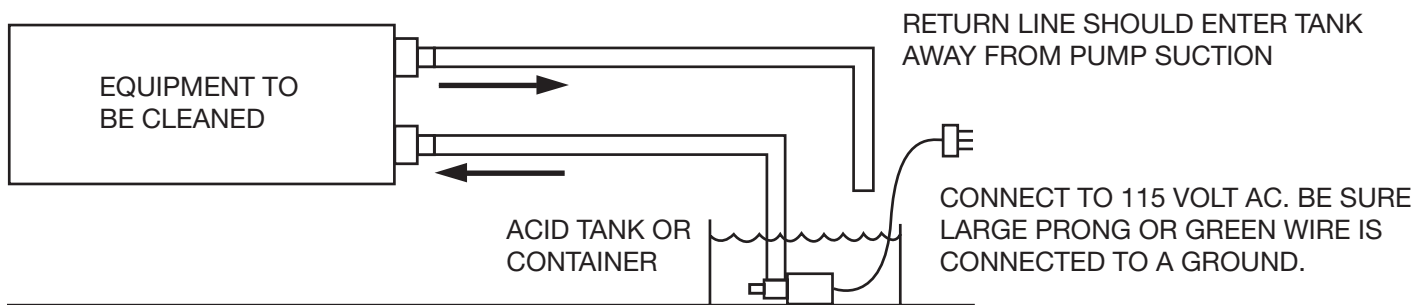 RETURN LINE SHOULD ENTER TANK
AWAY FROM PUMP SUCTION
EQUIPMENT TO
BE CLEANED
CONNECT TO 115 VOLT AC. BE SURE
LARGE PRONG OR GREEN WIRE IS
CONNECTED TO A GROUND.
ACID TANK OR
CONTAINER